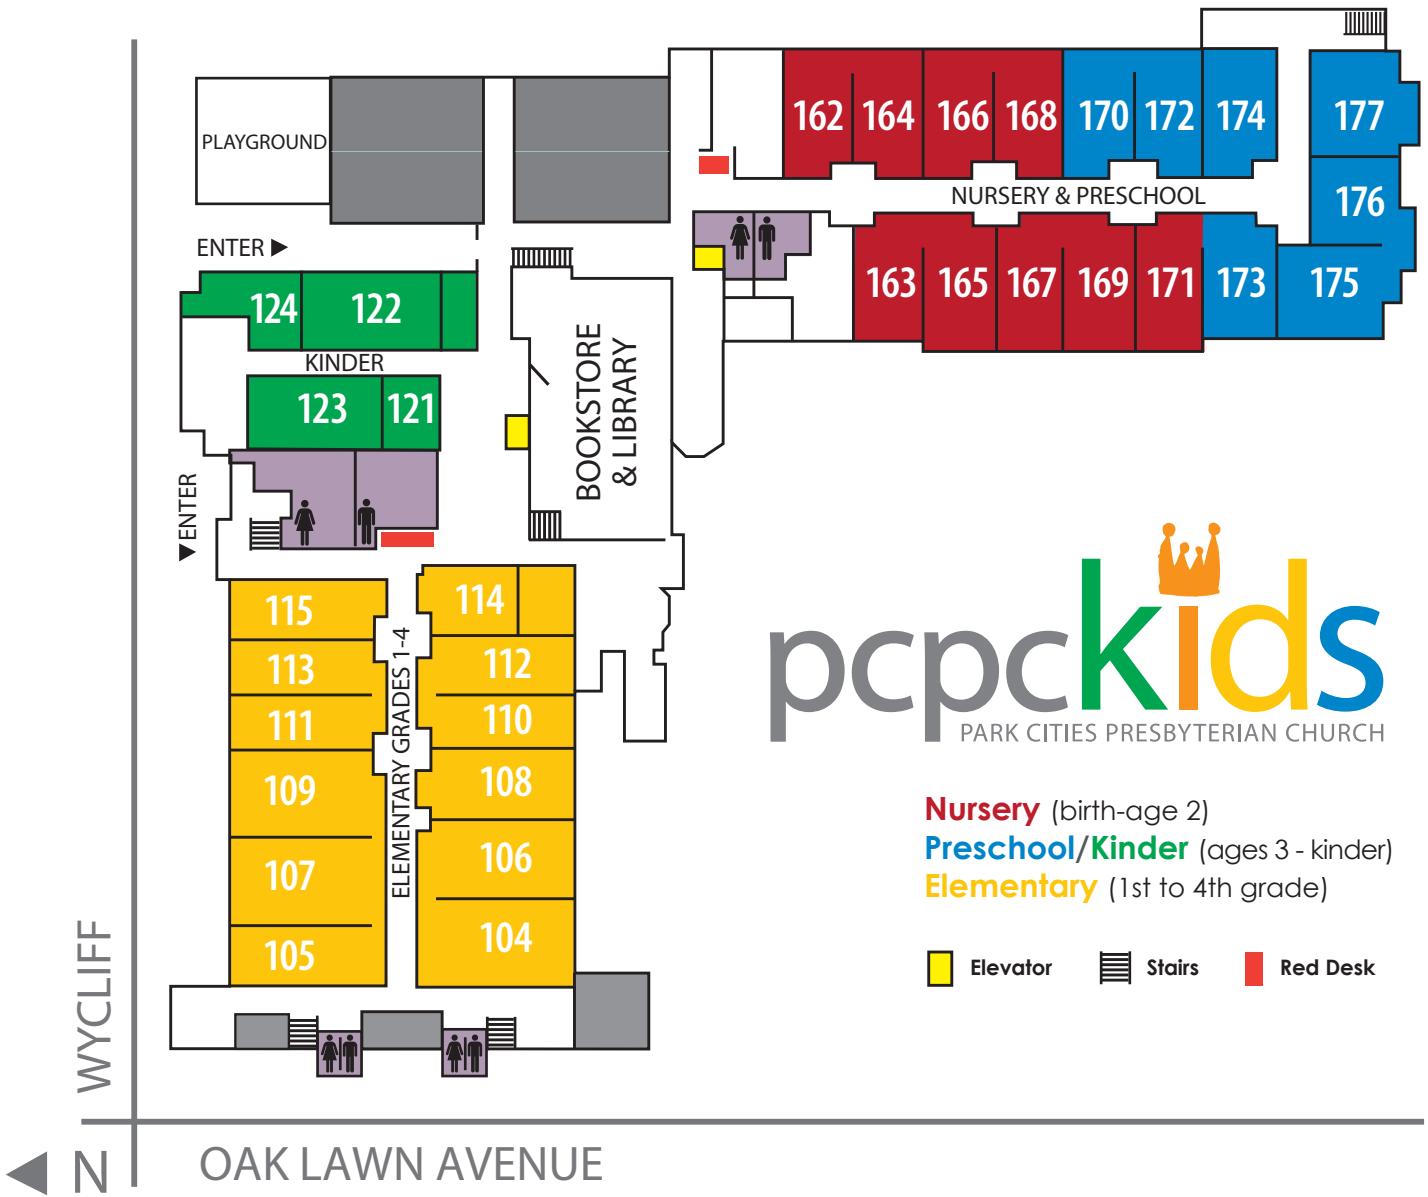 162 164 166 168 170 172 174 177
PLAYGROUND
NURSERY & PRESCHOOL
176
ENTER ▶
163 165 167 169 171 173 175
124 122
KINDER
123 121
BOOKSTORE
& LIBRARY
▼ENTER
115 114
113 112
111 110
109 108
107 106
105 104
ELEMENTARY GRADES 1-4
pcpckids
PARK CITIES PRESBYTERIAN CHURCH
Nursery (birth-age 2)
Preschool/Kinder (ages 3 - kinder)
Elementary (1st to 4th grade)
Elevator Stairs Red Desk
WYCLIFF
◀ N
OAK LAWN AVENUE